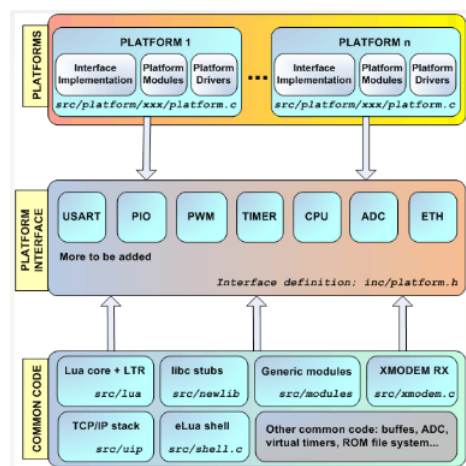 PLATFORMS
PLATFORM 1
Interface
Implementation
Platform
Modules
Platform
Drivers
src/platform/xxx/platform.c
...
PLATFORM n
Interface
Implementation
Platform
Modules
Platform
Drivers
src/platform/xxx/platform.c
PLATFORM
INTERFACE
USART
PIO
PWM
TIMER
CPU
ADC
ETH
More to be added
Interface definition: inc/platform.h
COMMON CODE
Lua core + LTR
src/lua
libc stubs
src/newlib
Generic modules
src/modules
XMODEM RX
src/xmodem.c
TCP/IP stack
src/uip
eLua shell
src/shell.c
Other common code: buffes, ADC,
virtual timers, ROM file system...